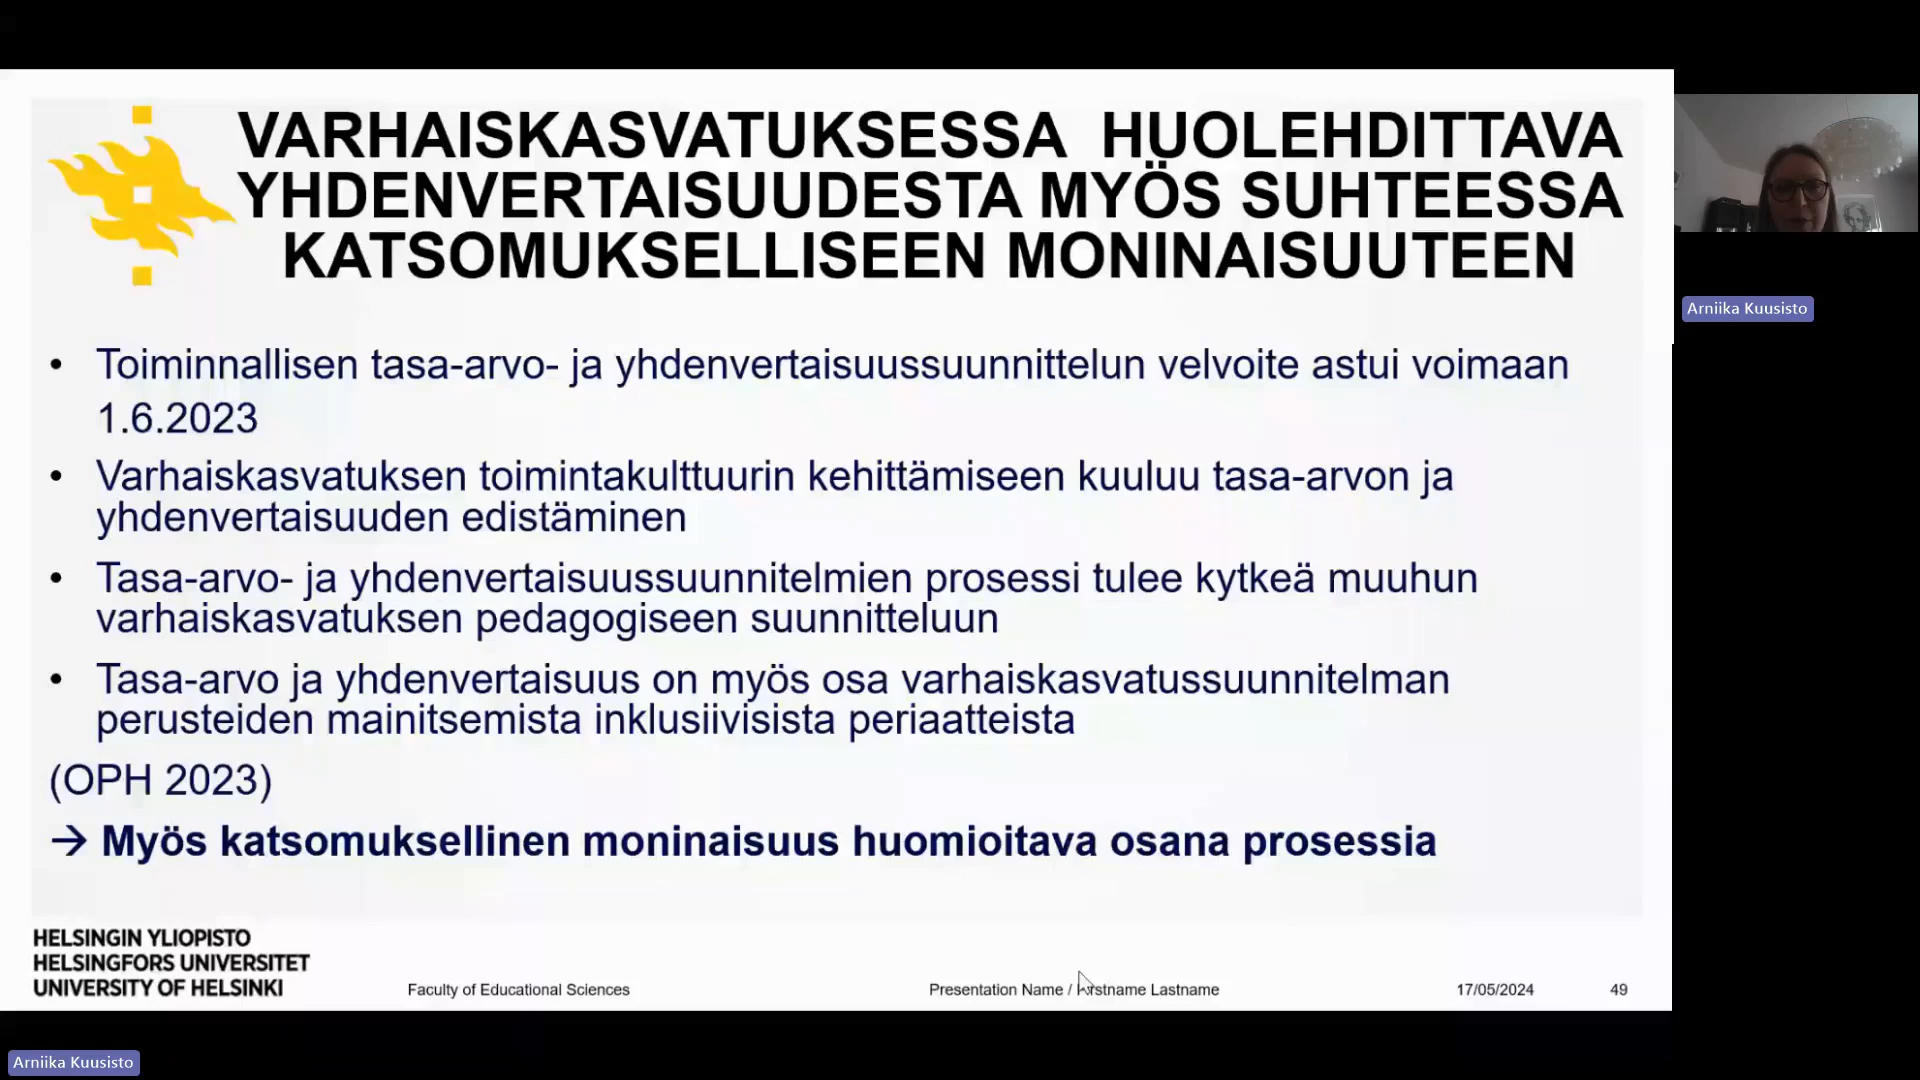 VARHAISKASVATUKSESSA HUOLEHDITTAVA
YHDENVERTAISUUDESTA MYÖS SUHTEESSA
KATSOMUKSELLISEEN MONINAISUUTEEN
Arniika Kuusisto
• Toiminnallisen tasa-arvo- ja yhdenvertaisuussuunnittelun velvoite astui voimaan
1.6.2023
• Varhaiskasvatuksen toimintakulttuurin kehittämiseen kuuluu tasa-arvon ja
yhdenvertaisuuden edistäminen
• Tasa-arvo- ja yhdenvertaisuussuunnitelmien prosessi tulee kytkeä muuhun
varhaiskasvatuksen pedagogiseen suunnitteluun
• Tasa-arvo ja yhdenvertaisuus on myös osa varhaiskasvatussuunnitelman
perusteiden mainitsemista inklusiivisista periaatteista
(OPH 2023)
→ Myös katsomuksellinen moninaisuus huomioitava osana prosessia
HELSINGIN YLIOPISTO
HELSINGFORS UNIVERSITET
UNIVERSITY OF HELSINKI
Faculty of Educational Sciences
Presentation Name / Firstname Lastname
17/05/2024
49
Arniika Kuusisto